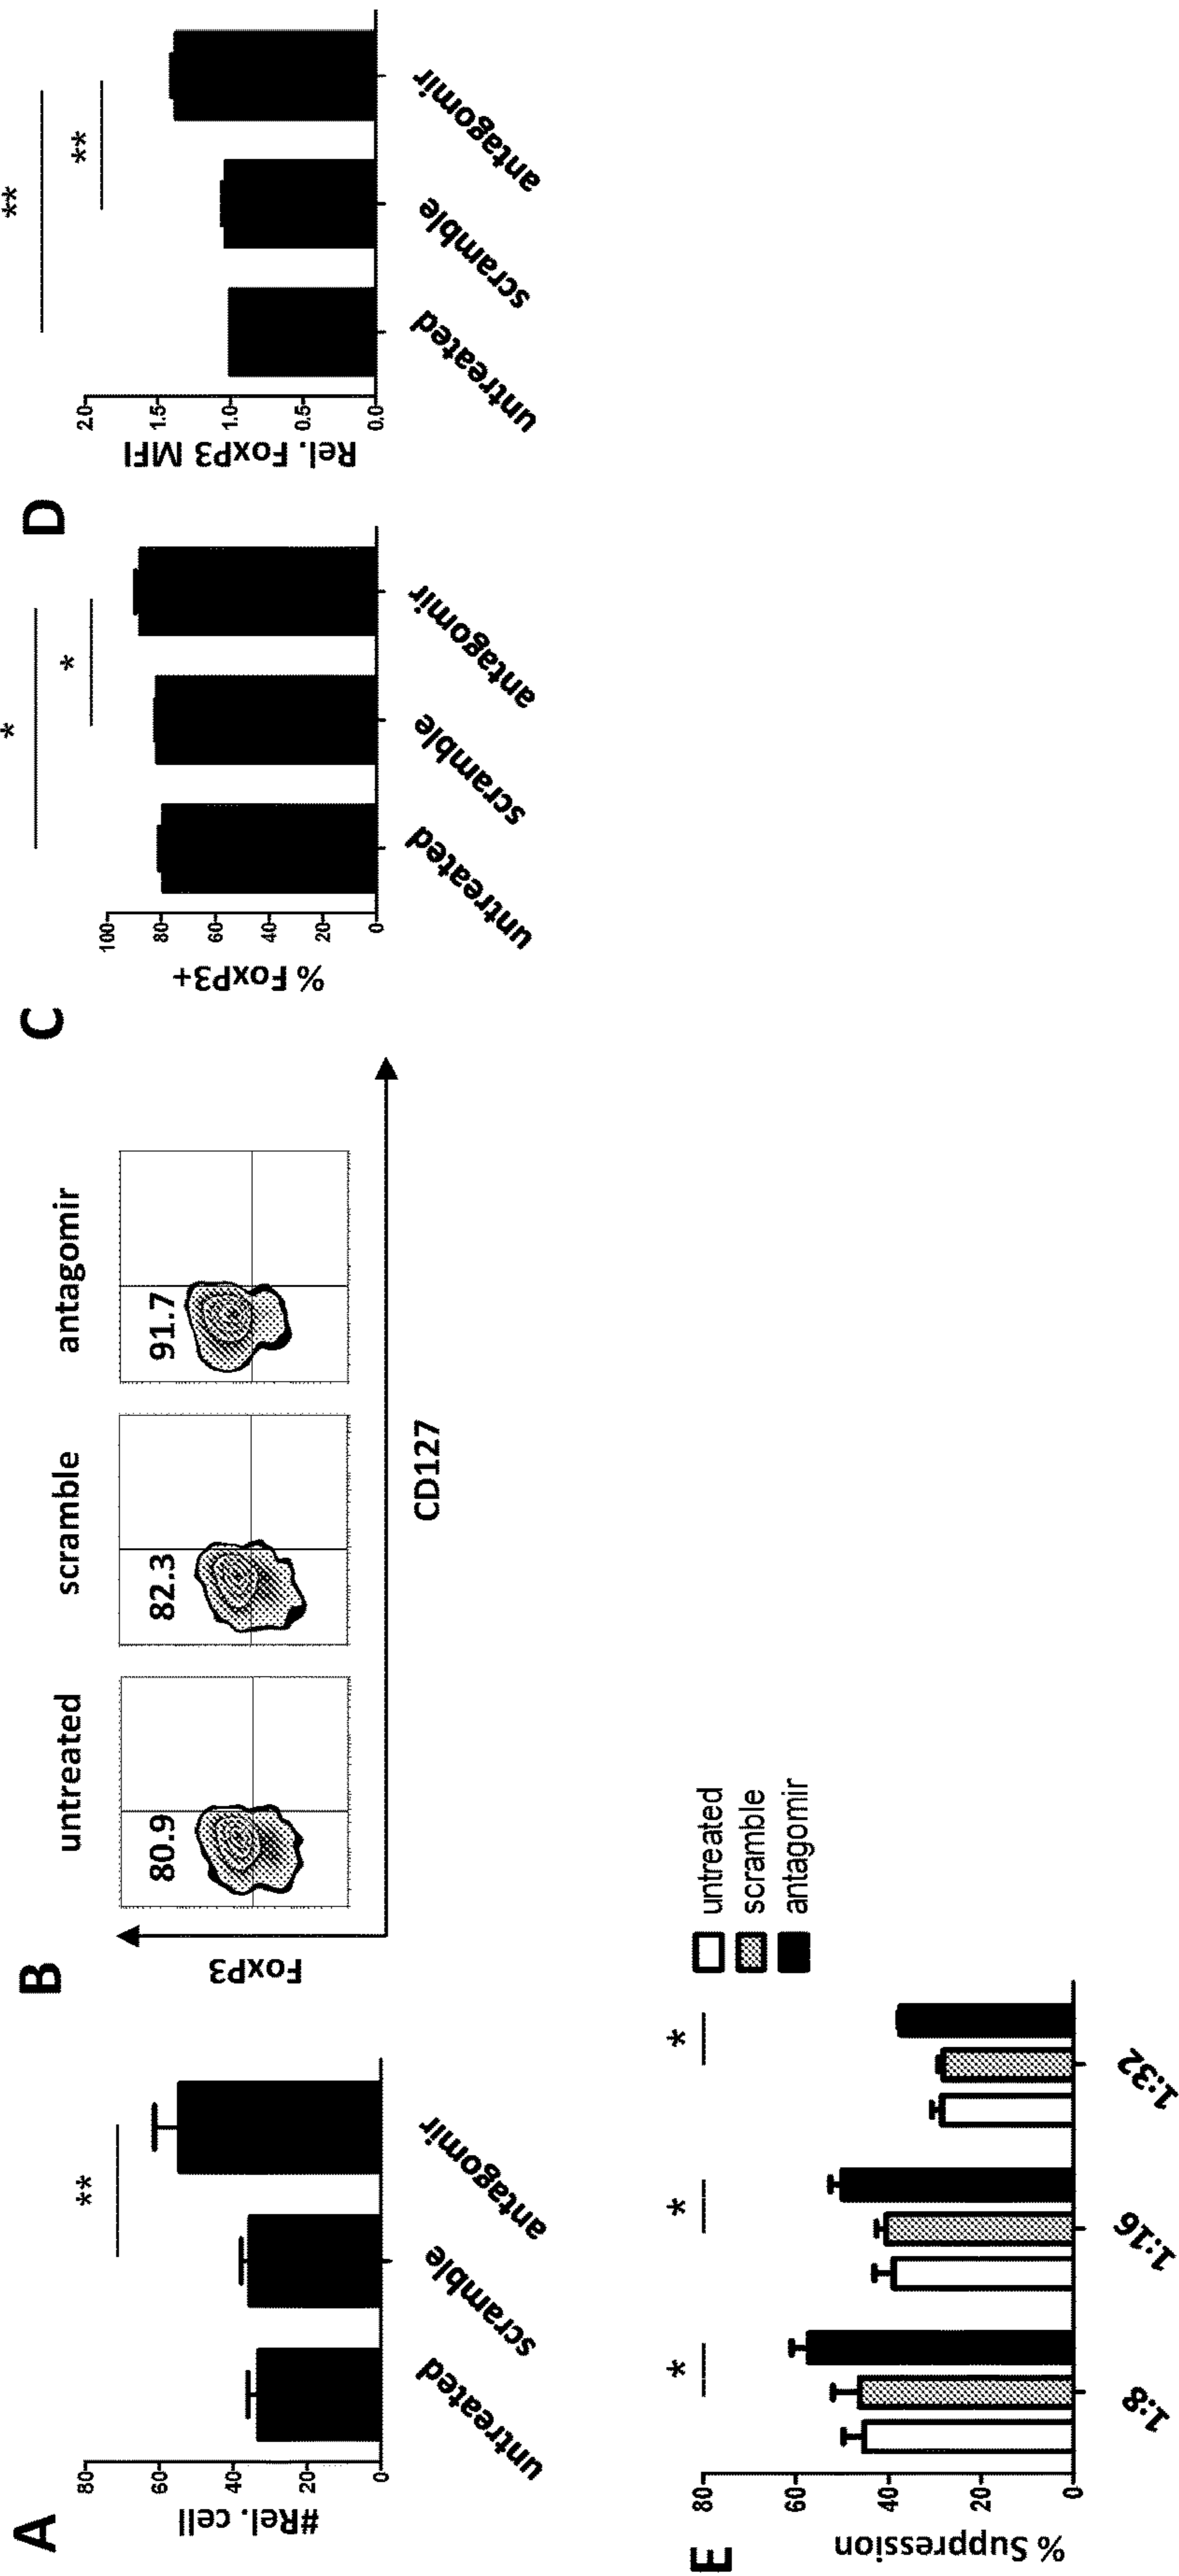 A
#Rel. cell
80
60
40
20
0
**
untreated
scramble
antagomir
B
FoxP3
untreated
scramble
antagomir
80.9
82.3
91.7
CD127
C
% FoxP3+
100
80
60
40
20
0
*
*
untreated
scramble
antagomir
D
Rel. FoxP3 MFI
2.0
1.5
1.0
0.5
0.0
**
**
untreated
scramble
antagomir
E
% Suppression
80
60
40
20
0
*
*
*
1:8
1:16
1:32
untreated
scramble
antagomir